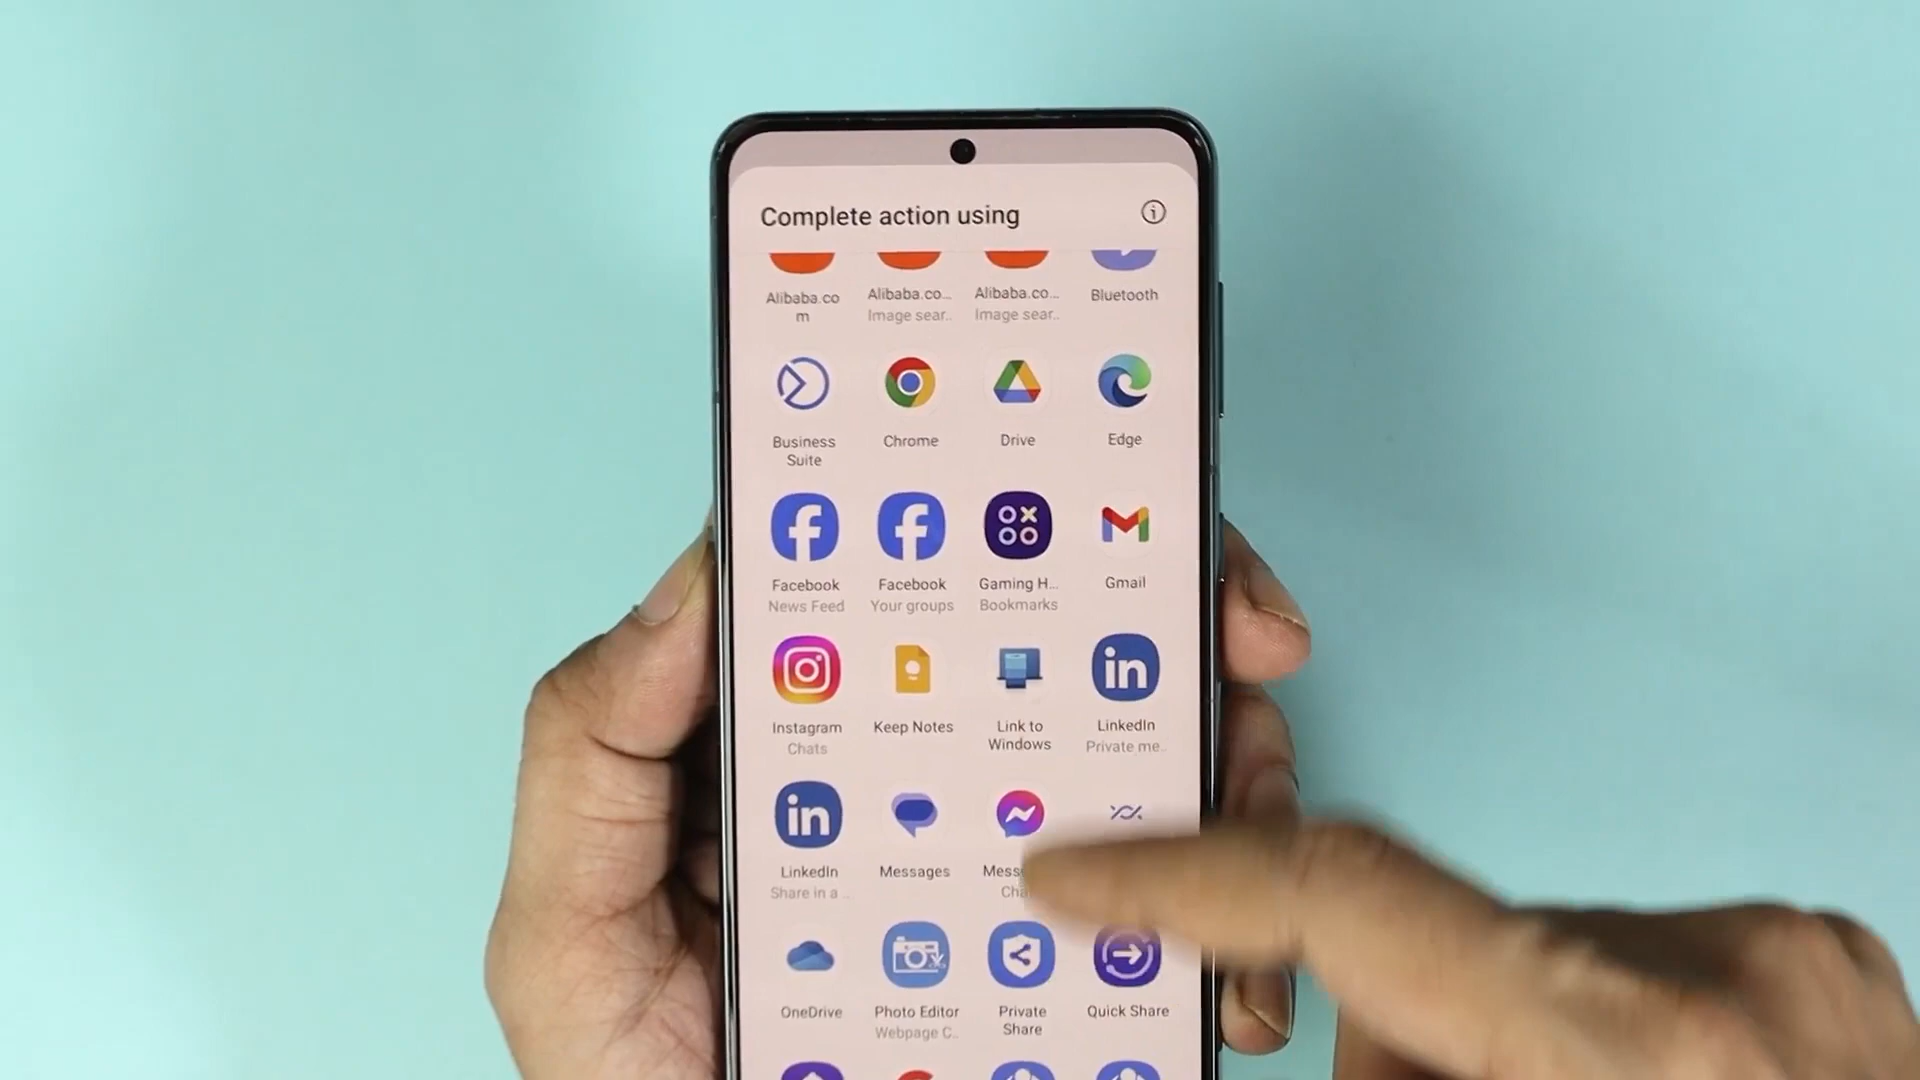 Complete action using
Alibaba.co
m
Alibaba.co...
Image sear..
Alibaba.co...
Image sear..
Bluetooth
Business
Suite
Chrome
Drive
Edge
Facebook
News Feed
Facebook
Your groups
Gaming H...
Bookmarks
Gmail
Instagram
Chats
Keep Notes
Link to
Windows
LinkedIn
Private me..
LinkedIn
Share in a ..
Messages
OneDrive
Photo Editor
Webpage C..
Private
Share
Quick Share